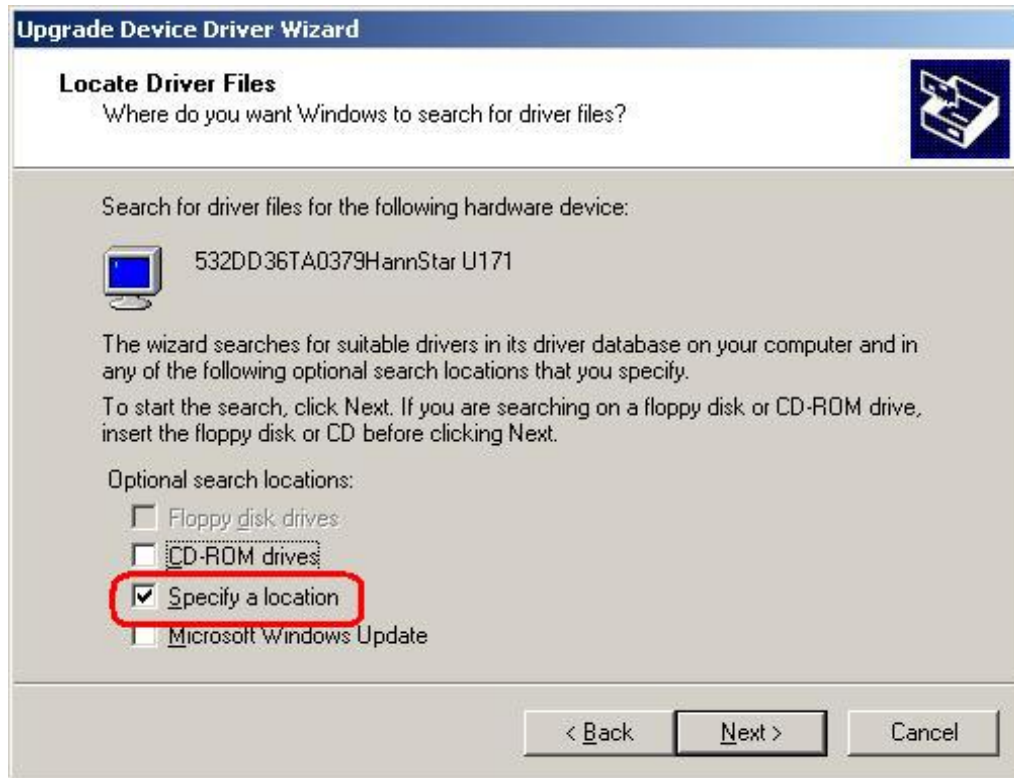 Upgrade Device Driver Wizard
Locate Driver Files
Where do you want Windows to search for driver files?
Search for driver files for the following hardware device:
532DD36TA0379HannStar U171
The wizard searches for suitable drivers in its driver database on your computer and in
any of the following optional search locations that you specify.
To start the search, click Next. If you are searching on a floppy disk or CD-ROM drive,
insert the floppy disk or CD before clicking Next.
Optional search locations:
Floppy disk drives
CD-ROM drives
Specify a location
Microsoft Windows Update
< Back
Next >
Cancel